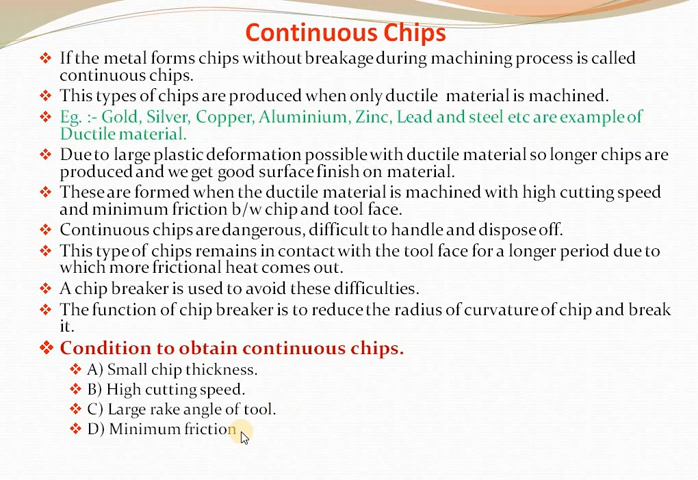 Continuous Chips
If the metal forms chips without breakage during machining process is called
continuous chips.
This types of chips are produced when only ductile material is machined.
Eg. :- Gold, Silver, Copper, Aluminium, Zinc, Lead and steel etc are example of
Ductile material.
Due to large plastic deformation possible with ductile material so longer chips are
produced and we get good surface finish on material.
These are formed when the ductile material is machined with high cutting speed
and minimum friction b/w chip and tool face.
Continuous chips are dangerous, difficult to handle and dispose off.
This type of chips remains in contact with the tool face for a longer period due to
which more frictional heat comes out.
A chip breaker is used to avoid these difficulties.
The function of chip breaker is to reduce the radius of curvature of chip and break
it.
Condition to obtain continuous chips.
A) Small chip thickness.
B) High cutting speed.
C) Large rake angle of tool.
D) Minimum friction